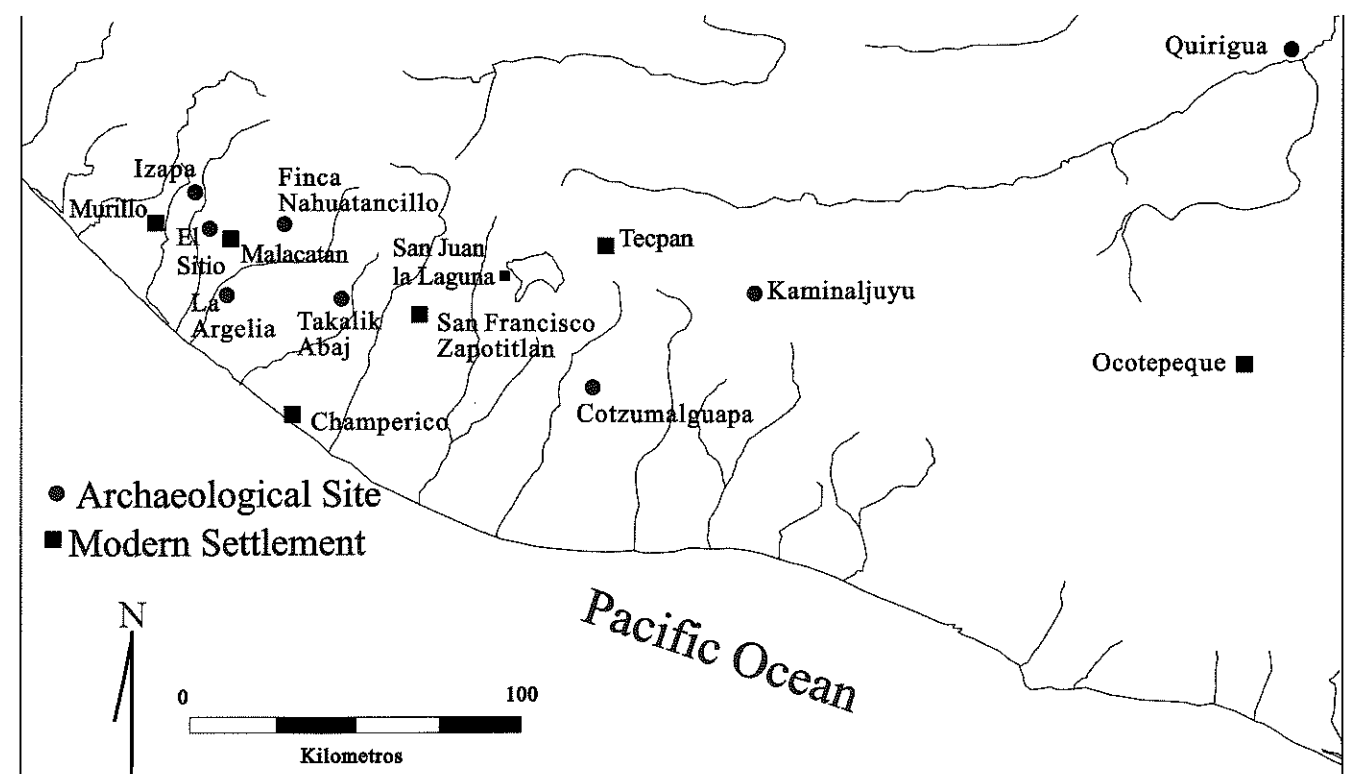 Quirigua
Izapa
Finca
Nahuatancillo
Murillo
El
Sitio
Malacatan
San Juan
la Laguna
Tecpan
La
Argelia
Takalik
Abaj
San Francisco
Zapotitlan
Kaminaljuyu
Ocotepeque
Cotzumalguapa
Champerico
Archaeological Site
Modern Settlement
N
Pacific Ocean
0 100
Kilometros